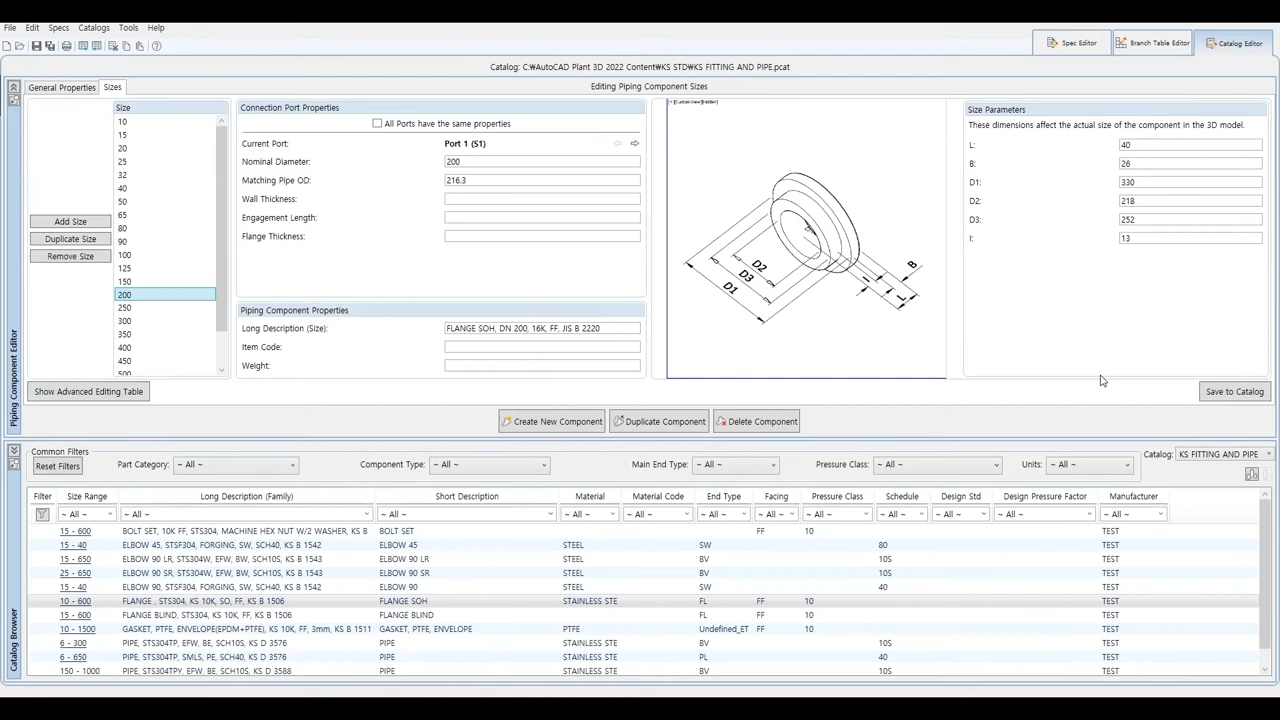 File Edit Specs Catalogs Tools Help
Spec Editor Branch Table Editor Catalog Editor
Catalog: C:₩AutoCAD Plant 3D 2022 Content₩KS STD₩KS FITTING AND PIPE.pcat
General Properties Sizes Editing Piping Component Sizes
Size
10
15
20
25
32
40
50
65
80
90
100
125
150
200
250
300
350
400
450
500
Add Size
Duplicate Size
Remove Size
Connection Port Properties
All Ports have the same properties
Current Port: Port 1 (S1)
Nominal Diameter: 200
Matching Pipe OD: 216.3
Wall Thickness:
Engagement Length:
Flange Thickness:
Piping Component Properties
Long Description (Size): FLANGE SOH, DN 200, 16K, FF, JIS B 2220
Item Code:
Weight:
[-][Custom View][Hidden]
D2
D3
D1
B
I
L
Size Parameters
These dimensions affect the actual size of the component in the 3D model.
L: 40
B: 26
D1: 330
D2: 218
D3: 252
I: 13
Piping Component Editor
Show Advanced Editing Table Save to Catalog
Create New Component Duplicate Component Delete Component
Common Filters Catalog: KS FITTING AND PIPE
Reset Filters Part Category: ~ All ~ Component Type: ~ All ~ Main End Type: ~ All ~ Pressure Class: ~ All ~ Units: ~ All ~
Filter Size Range Long Description (Family) Short Description Material Material Code End Type Facing Pressure Class Schedule Design Std Design Pressure Factor Manufacturer
~ All ~ ~ All ~ ~ All ~ ~ All ~ ~ All ~ ~ All ~ ~ All ~ ~ All ~ ~ All ~ ~ All ~ ~ All ~ ~ All ~
15 - 600 BOLT SET, 10K FF, STS304, MACHINE HEX NUT W/2 WASHER, KS B BOLT SET FF 10 TEST
15 - 40 ELBOW 45, STSF304, FORGING, SW, SCH40, KS B 1542 ELBOW 45 STEEL SW 80 TEST
15 - 650 ELBOW 90 LR, STS304W, EFW, BW, SCH10S, KS B 1543 ELBOW 90 LR STEEL BV 10S TEST
25 - 650 ELBOW 90 SR, STS304W, EFW, BW, SCH10S, KS B 1543 ELBOW 90 SR STEEL BV 10S TEST
15 - 40 ELBOW 90, STSF304, FORGING, SW, SCH40, KS B 1542 ELBOW 90 STEEL SW 40 TEST
10 - 600 FLANGE , STS304, KS 10K, SO, FF, KS B 1506 FLANGE SOH STAINLESS STE FL FF 10 TEST
15 - 600 FLANGE BLIND, STS304, KS 10K, FF, KS B 1506 FLANGE BLIND FL FF 10 TEST
10 - 1500 GASKET, PTFE, ENVELOPE(EPDM+PTFE), KS 10K, FF, 3mm, KS B 1511 GASKET, PTFE, ENVELOPE PTFE Undefined_ET FF 10 TEST
6 - 300 PIPE, STS304TP, EFW, BE, SCH10S, KS D 3576 PIPE STAINLESS STE BV 10S TEST
6 - 650 PIPE, STS304TP, SMLS, PE, SCH40, KS D 3576 PIPE STAINLESS STE PL 40 TEST
150 - 1000 PIPE, STS304TPY, EFW, BE, SCH10S, KS D 3588 PIPE STAINLESS STE BV 10S TEST
Catalog Browser